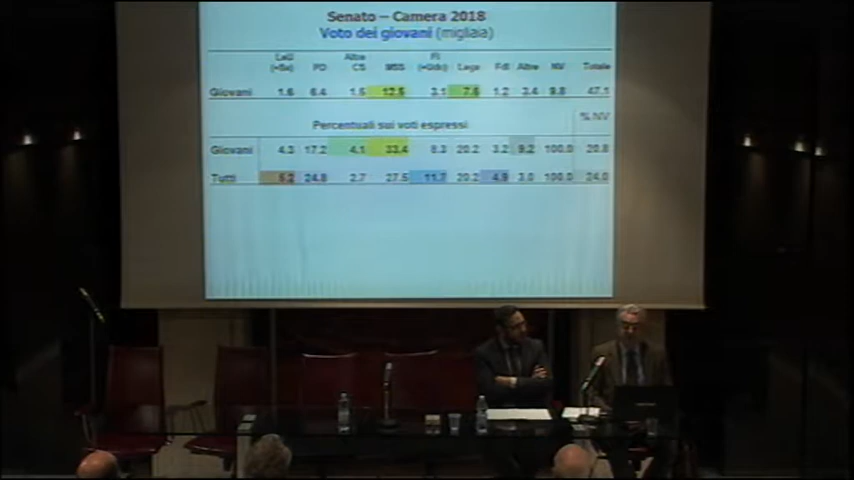 Senato – Camera 2018
Voto dei giovani (migliaia)
LeU (+Se) PD Altre CS M5S FI (+Udc) Lega FdI Altre NV Totale
Giovani 1.6 6.4 1.5 12.5 3.1 7.5 1.2 3.4 9.8 47.1
Percentuali sui voti espressi
% NV
Giovani 4.3 17.2 4.1 33.4 8.3 20.2 3.2 9.2 100.0 20.8
Tutti 5.2 24.8 2.7 27.5 11.7 20.2 4.9 3.0 100.0 24.0